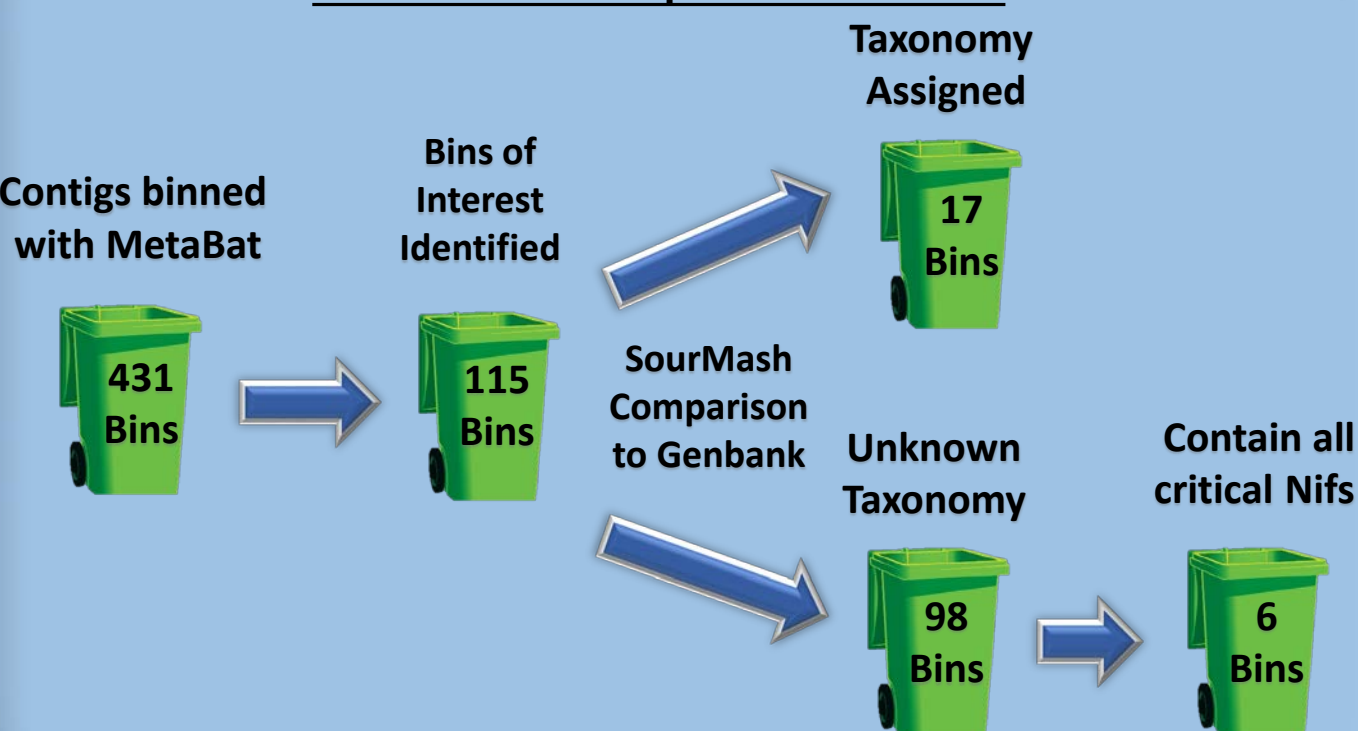 Taxonomy
Assigned
17
Bins
Bins of
Interest
Identified
115
Bins
Contigs binned
with MetaBat
431
Bins
SourMash
Comparison
to Genbank
Unknown
Taxonomy
98
Bins
Contain all
critical Nifs
6
Bins